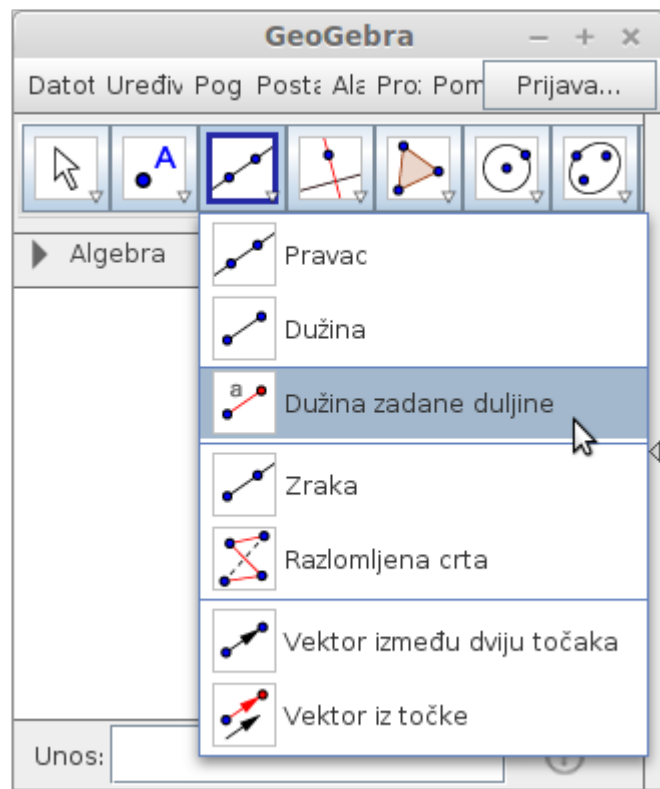 GeoGebra
Datot Uređiv Pog Posta Ala Pro: Pom Prijava...
A
Algebra
Pravac
Dužina
a
Dužina zadane duljine
Zraka
Razlomljena crta
Vektor između dviju točaka
Vektor iz točke
Unos: